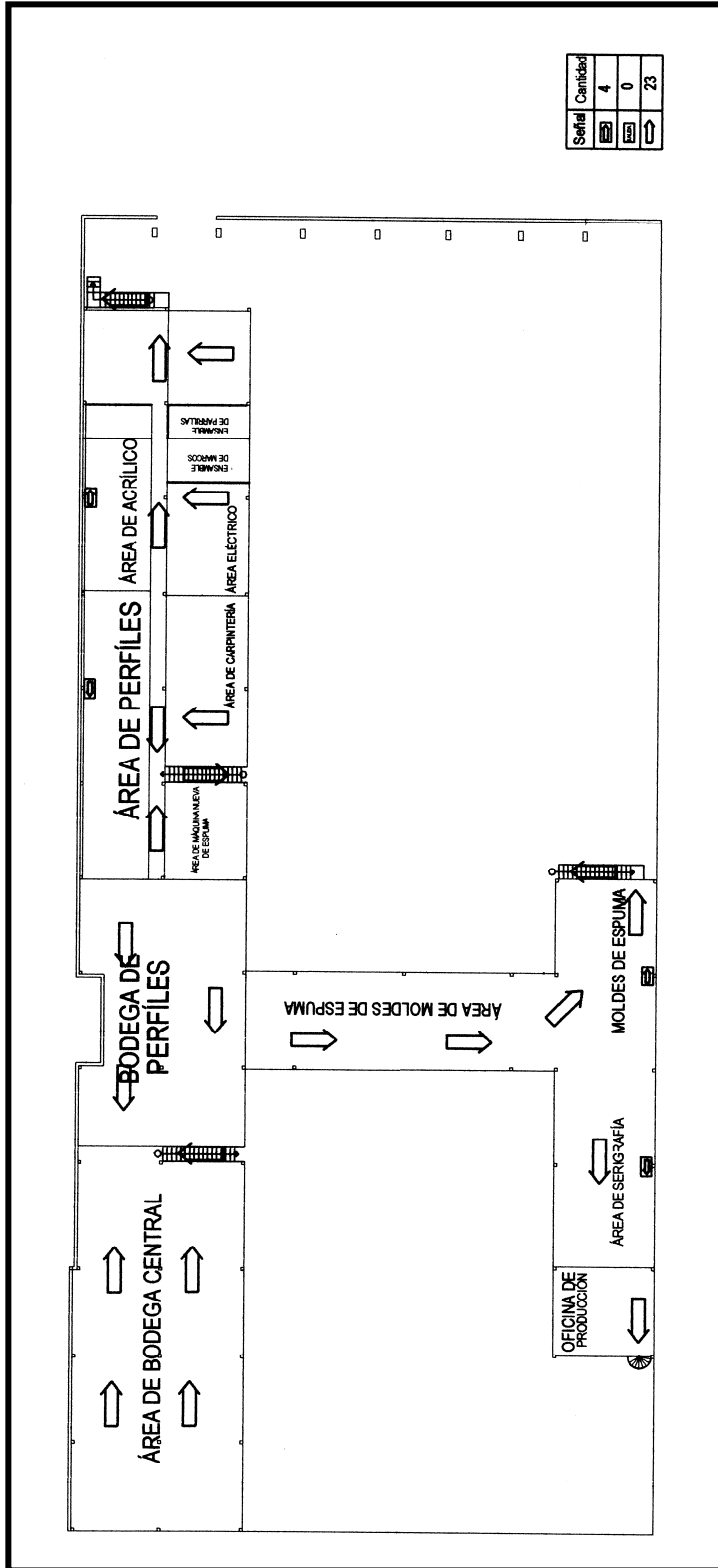 Señal Cantidad
4
SALIDA 0
23
ÁREA DE BODEGA CENTRAL
BODEGA DE
PERFÍLES
ÁREA DE PERFÍLES
ÁREA DE ACRÍLICO
ÁREA DE MÁQUINA NUEVA
DE ESPUMA
ÁREA DE CARPINTERÍA
ÁREA ELÉCTRICO
ENSAMBLE
DE MARCOS
ENSAMBLE
DE PARRILLAS
ÁREA DE MOLDES DE ESPUMA
OFICINA DE
PRODUCCIÓN
ÁREA DE SERIGRAFÍA
MOLDES DE ESPUMA